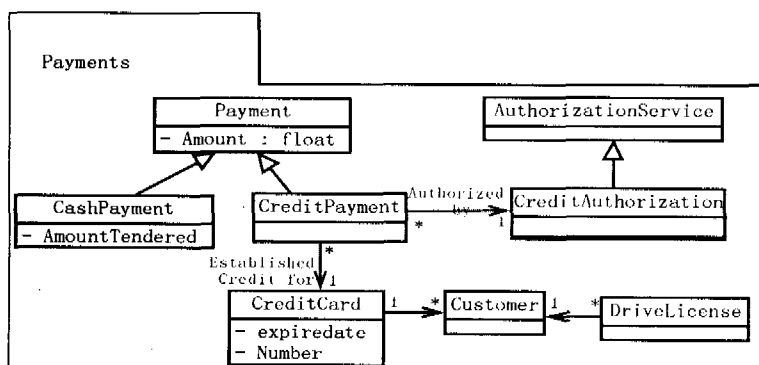 Payments
Payment
- Amount : float
AuthorizationService
CashPayment
- AmountTendered
CreditPayment
Authorized
by
*
1
CreditAuthorization
*
Established
Credit for
1
CreditCard
- expiredate
- Number
1
*
Customer
1
*
DriveLicense